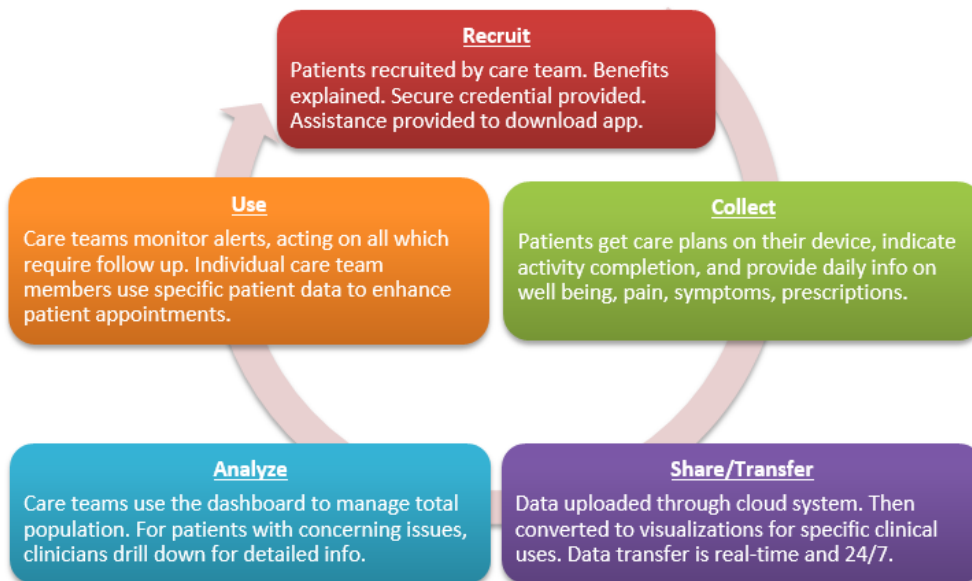 Recruit
Patients recruited by care team. Benefits
explained. Secure credential provided.
Assistance provided to download app.
Use
Care teams monitor alerts, acting on all which
require follow up. Individual care team
members use specific patient data to enhance
patient appointments.
Collect
Patients get care plans on their device, indicate
activity completion, and provide daily info on
well being, pain, symptoms, prescriptions.
Analyze
Care teams use the dashboard to manage total
population. For patients with concerning issues,
clinicians drill down for detailed info.
Share/Transfer
Data uploaded through cloud system. Then
converted to visualizations for specific clinical
uses. Data transfer is real-time and 24/7.